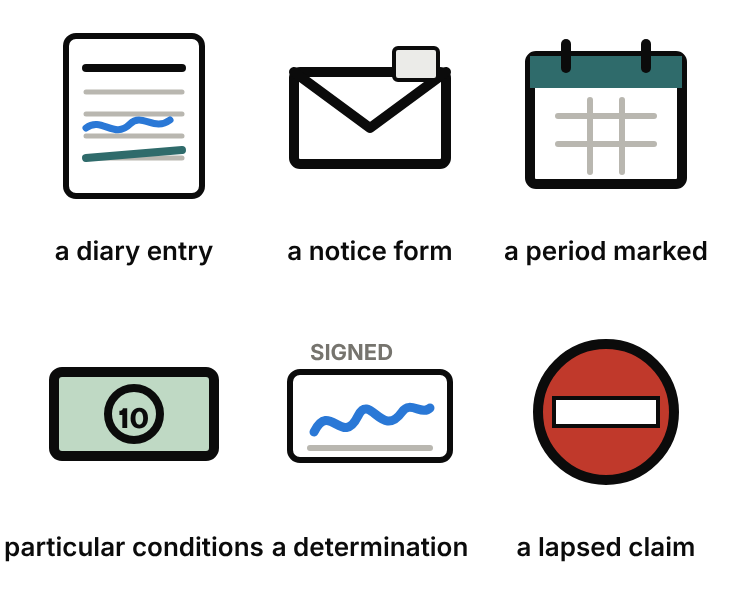 a diary entry
a notice form
a period marked
10
SIGNED
particular conditions
a determination
a lapsed claim